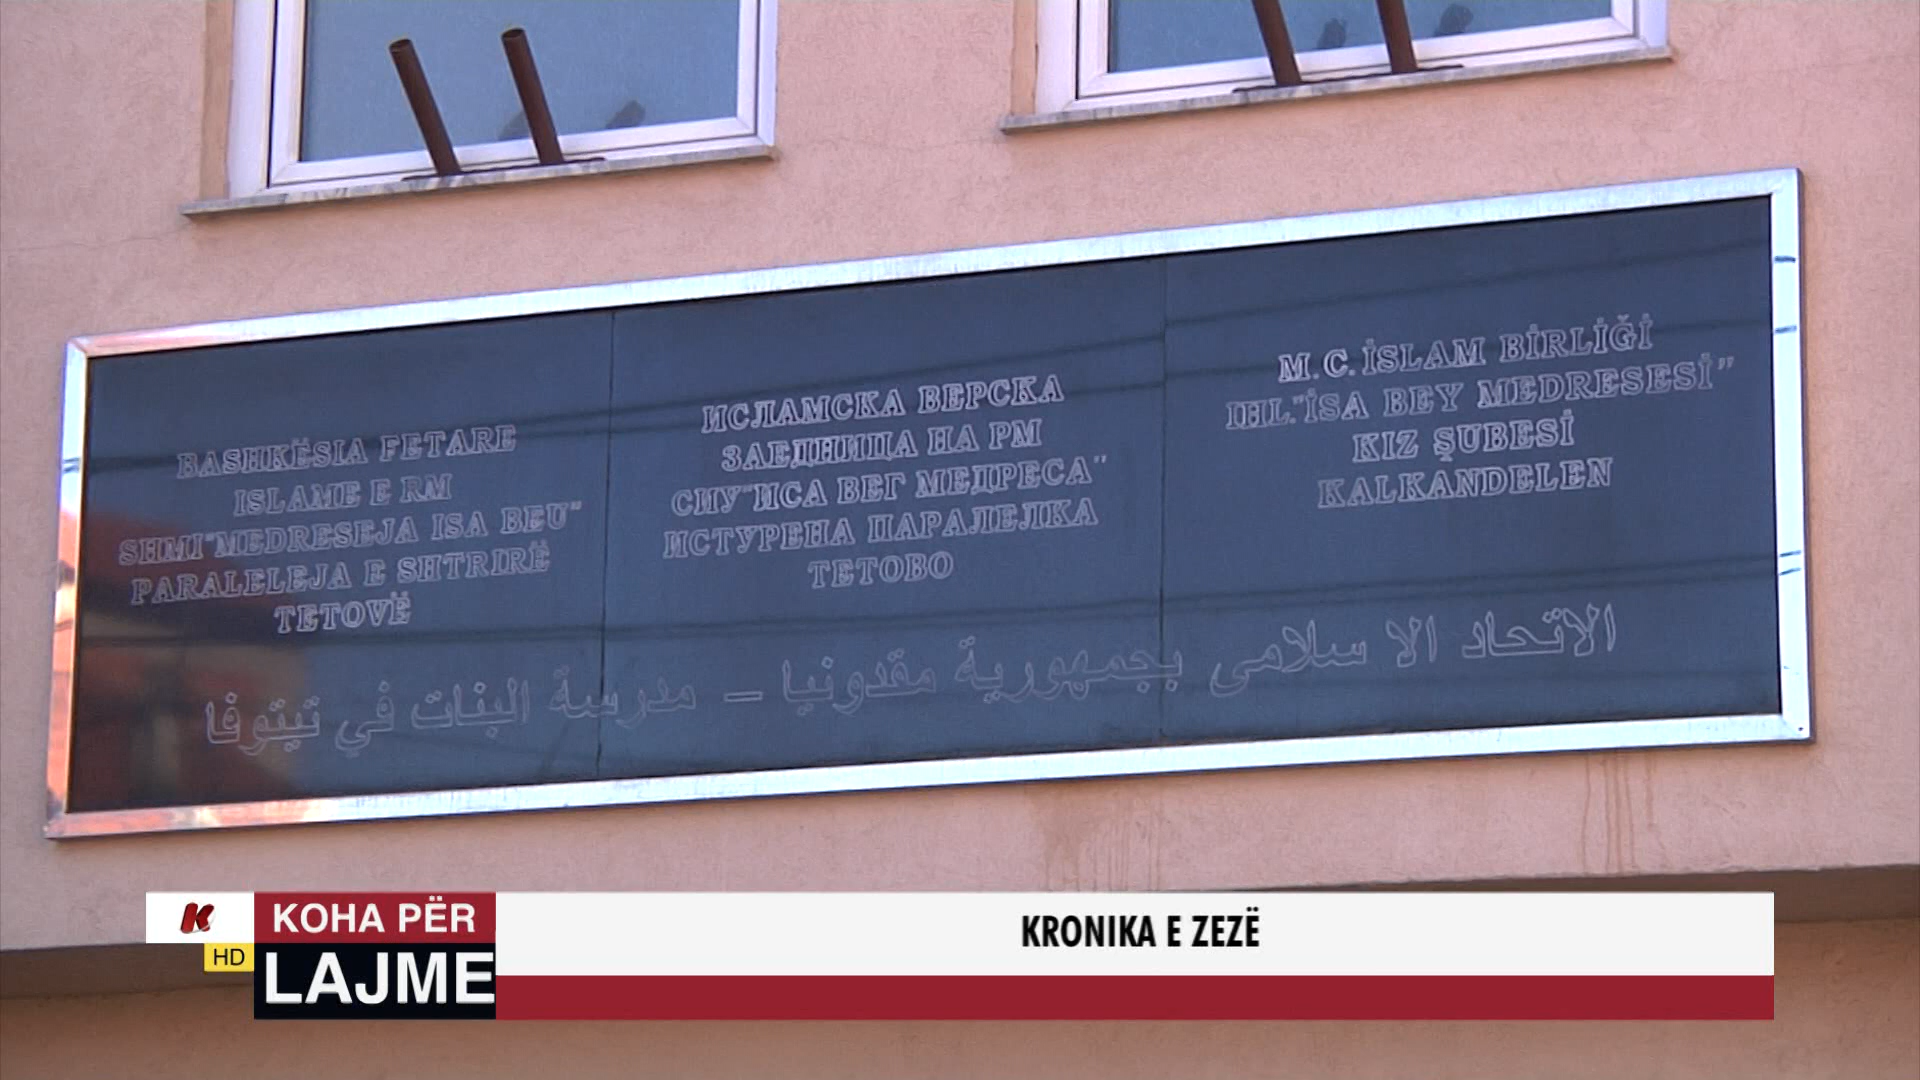 BASHKËSIA FETARE
ISLAME E RM
SHMI"MEDRESEJA ISA BEU"
PARALELEJA E SHTRIRË
TETOVË
ИСЛАМСКА ВЕРСКА
ЗАЕДНИЦА НА РМ
СИУ"ИСА БЕГ МЕДРЕСА"
ИСТУРЕНА ПАРАЛЕЛКА
ТЕТОВО
M.C.İSLAM BİRLİĞİ
IHL."İSA BEY MEDRESESİ"
KIZ ŞUBESİ
KALKANDELEN
الاتحاد الا سلامى بجمهورية مقدونيا – مدرسة البنات في تيتوفا
K
HD
KOHA PËR
LAJME
KRONIKA E ZEZË